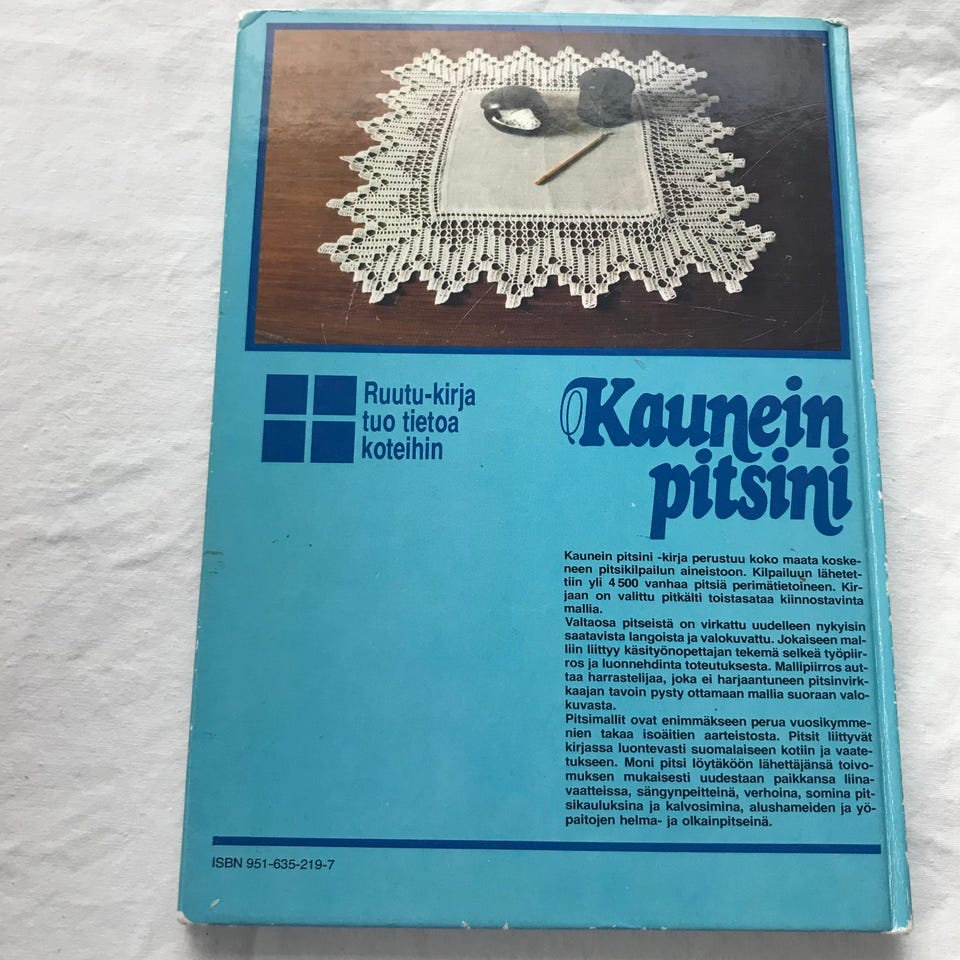 Ruutu-kirja
tuo tietoa
koteihin
Kaunein
pitsini
Kaunein pitsini -kirja perustuu koko maata koske-
neen pitsikilpailun aineistoon. Kilpailuun lähetet-
tiin yli 4 500 vanhaa pitsiä perimätietoineen. Kir-
jaan on valittu pitkälti toistasataa kiinnostavinta
mallia.
Valtaosa pitseistä on virkattu uudelleen nykyisin
saatavista langoista ja valokuvattu. Jokaiseen mal-
liin liittyy käsityönopettajan tekemä selkeä työpiir-
ros ja luonnehdinta toteutuksesta. Mallipiirros aut-
taa harrastelijaa, joka ei harjaantuneen pitsinvirk-
kaajan tavoin pysty ottamaan mallia suoraan valo-
kuvasta.
Pitsimallit ovat enimmäkseen perua vuosikymme-
nien takaa isoäitien aarteistosta. Pitsit liittyvät
kirjassa luontevasti suomalaiseen kotiin ja vaate-
tukseen. Moni pitsi löytäköön lähettäjänsä toivo-
muksen mukaisesti uudestaan paikkansa liina-
vaatteissa, sängynpeitteinä, verhoina, somina pit-
sikauluksina ja kalvosimina, alushameiden ja yö-
paitojen helma- ja olkainpitseinä.
ISBN 951-635-219-7